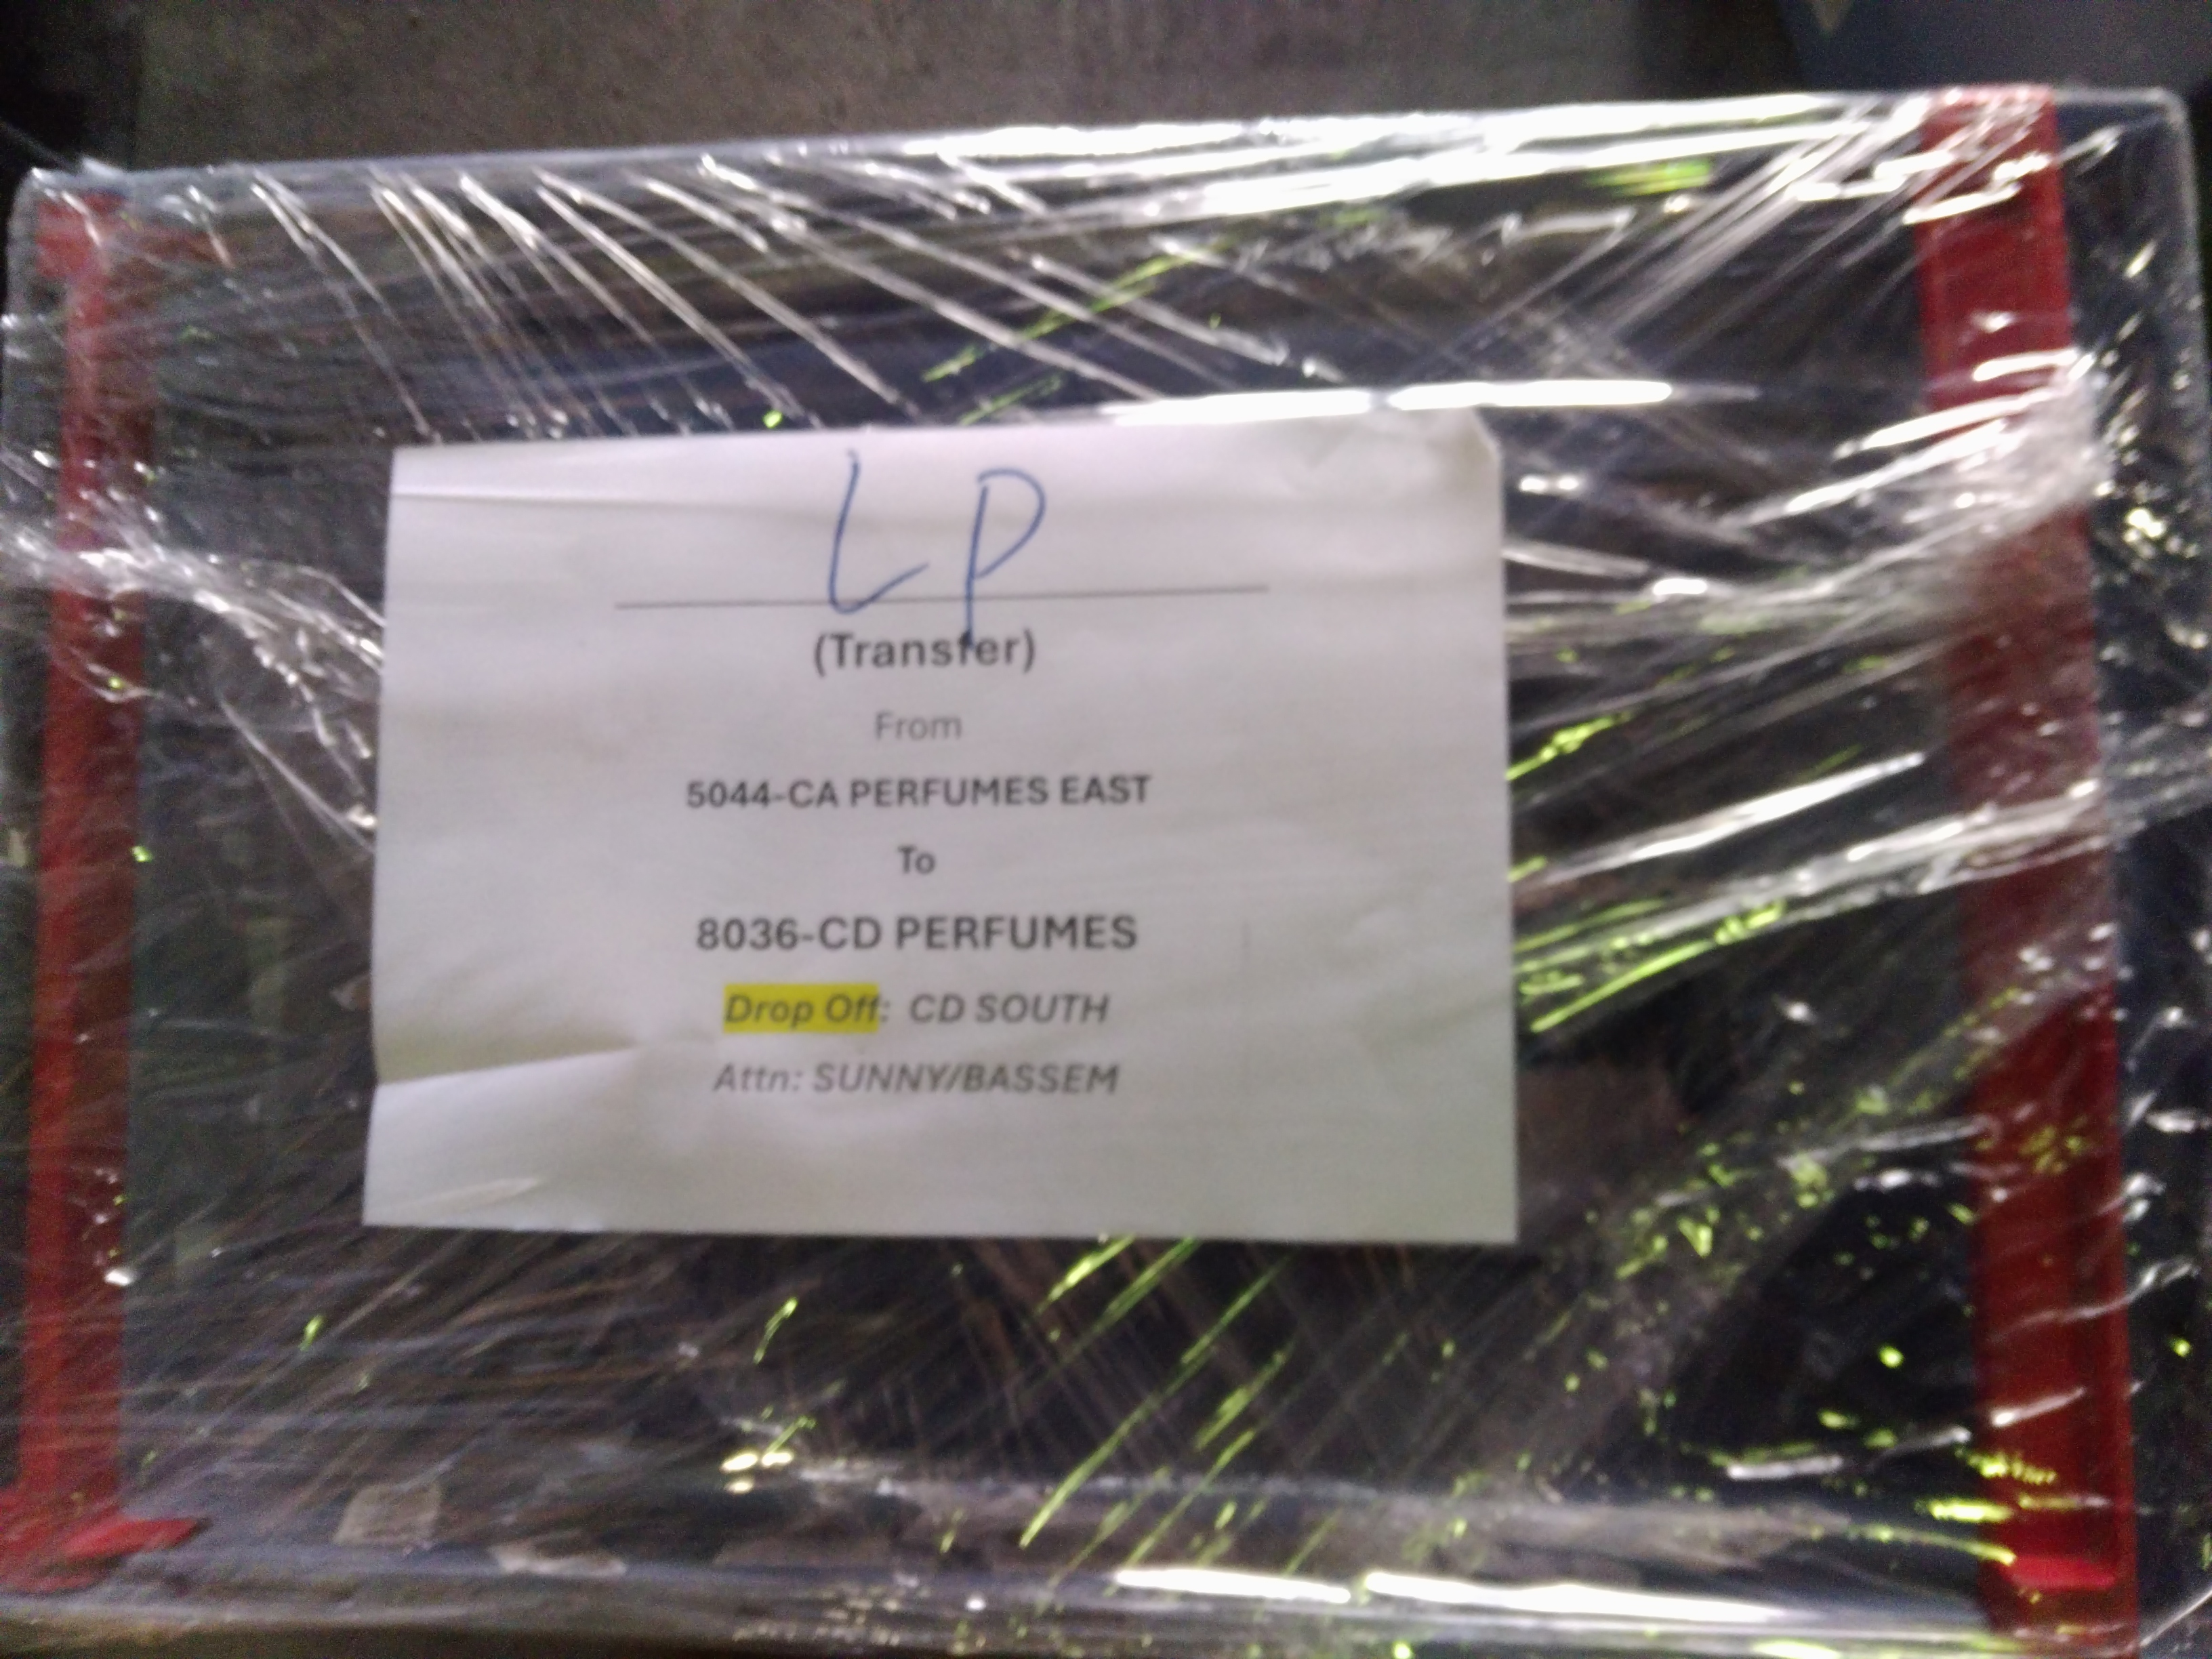 LP
(Transfer)
From
5044-CA PERFUMES EAST
To
8036-CD PERFUMES
Drop Off: CD SOUTH
Attn: SUNNY/BASSEM